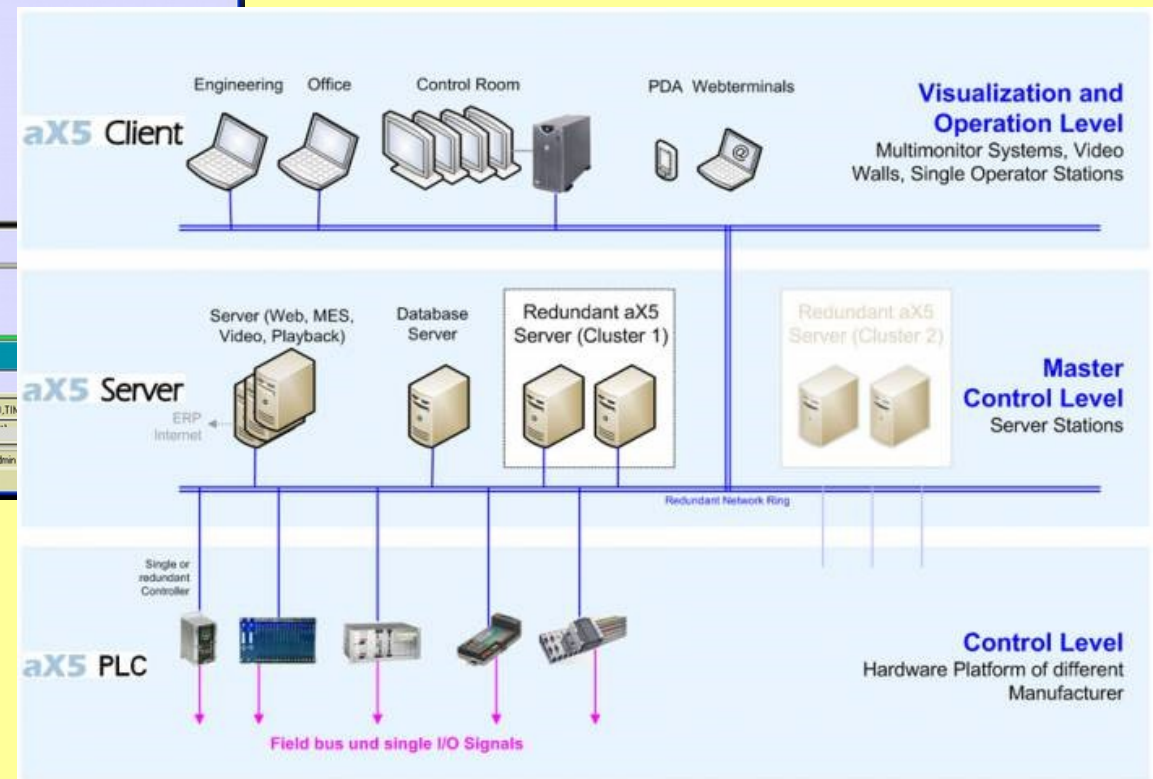 Engineering
Office
Control Room
PDA Webterminals
aX5 Client
Visualization and
Operation Level
Multimonitor Systems, Video
Walls, Single Operator Stations
Server (Web, MES,
Video, Playback)
Database
Server
Redundant aX5
Server (Cluster 1)
Redundant aX5
Server (Cluster 2)
aX5 Server
ERP
Internet
Master
Control Level
Server Stations
Redundant Network Ring
Single or
redundant
Controller
aX5 PLC
Control Level
Hardware Platform of different
Manufacturer
Field bus und single I/O Signals